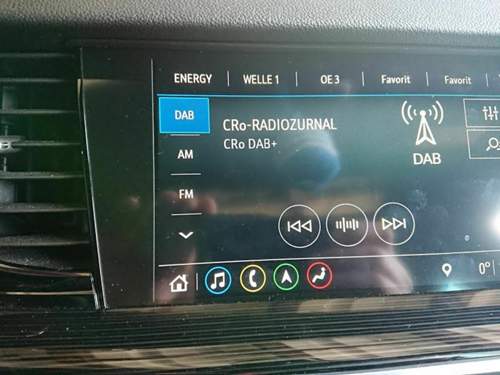 ENERGY WELLE 1 OE 3 Favorit Favorit
DAB
CRo-RADIOZURNAL
CRo DAB+
DAB
AM
FM
0°